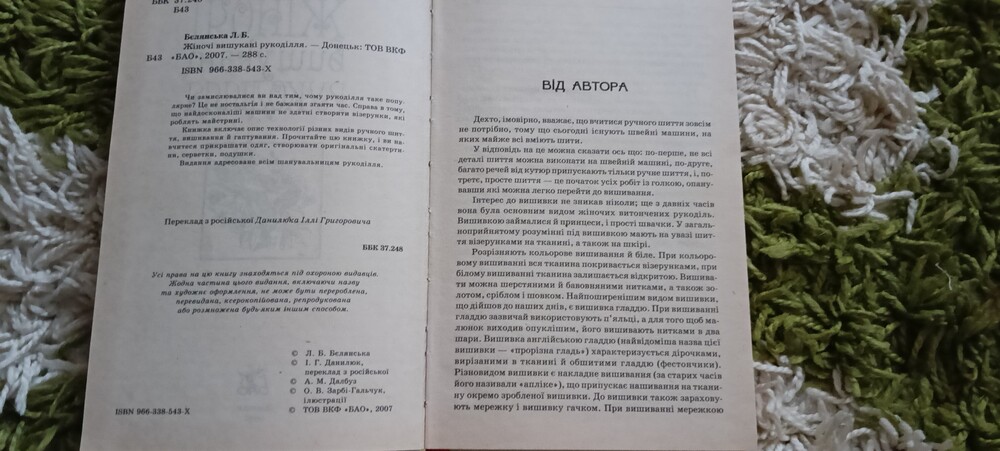 ББК 37.248
Б43
Бєлянська Л. Б.
Жіночі вишукані рукоділля. — Донецьк: ТОВ ВКФ
Б43 «БАО», 2007. — 288 с.
ISBN 966-338-543-X
Чи замислювалися ви над тим, чому рукоділля таке попу-
лярне? Це не ностальгія і не бажання згаяти час. Справа в тому,
що найдосконаліші машини не здатні створити візерунки, які
роблять майстрині.
Книжка включає опис технології різних видів ручного шит-
тя, вишивання й гаптування. Прочитайте цю книжку, і ви на-
вчитеся прикрашати одяг, створювати оригінальні скатерти-
ни, серветки, подушки.
Видання адресоване всім шанувальницям рукоділля.
Переклад з російської Данилюка Іллі Григоровича
ББК 37.248
Усі права на цю книгу знаходяться під охороною видавців.
Жодна частина цього видання, включаючи назву
та художнє оформлення, не може бути перероблена,
перевидана, ксерокопійована, репродукована
або розмножена будь-яким іншим способом.
© Л. Б. Бєлянська
© І. Г. Данилюк,
переклад з російської
© А. М. Далбуз
© О. В. Зарбі-Гальчук,
ілюстрації
ISBN 966-338-543-X
© ТОВ ВКФ «БАО», 2007
ВІД АВТОРА
Дехто, імовірно, вважає, що вчитися ручного шиття зовсім
не потрібно, тому що сьогодні існують швейні машини, на
яких майже всі вміють шити.
У відповідь на це можна сказати ось що: по-перше, не всі
деталі шиття можна виконати на швейній машині, по-друге,
багато речей від кутюр припускають тільки ручне шиття, і, по-
третє, просте шиття — це початок усіх робіт із голкою, опану-
вавши які можна легко перейти до вишивання.
Інтерес до вишивки не зникав ніколи; ще з давніх часів
вона була основним видом жіночих витончених рукоділь.
Вишивкою займалися й принцеси, і прості швачки. У загаль-
ноприйнятому розумінні під вишивкою мають на увазі шит-
тя візерунками на тканині, а також на шкірі.
Розрізняють кольорове вишивання й біле. При кольоро-
вому вишиванні вся тканина покривається візерунками, при
білому вишиванні тканина залишається відкритою. Вишива-
ти можна шерстяними й бавовняними нитками, а також зо-
лотом, сріблом і шовком. Найпоширенішим видом вишивки,
що дійшов до наших днів, є вишивка гладдю. При вишиванні
гладдю зазвичай використовують п'яльці, а для того щоб ма-
люнок виходив опуклішим, його вишивають нитками в два
шари. Вишивка англійською гладдю (найвідоміша назва цієї
вишивки — «прорізна гладь») характеризується дірочками,
вирізаними в тканині й обшитими гладдю (фестончики).
Різновидом вишивки є накладне вишивання (за старих часів
його називали «апліке»), що припускає нашивання на ткани-
ну окремо зробленої вишивки. До вишивки також зарахову-
ють мережку і вишивку гачком. При вишиванні мережкою